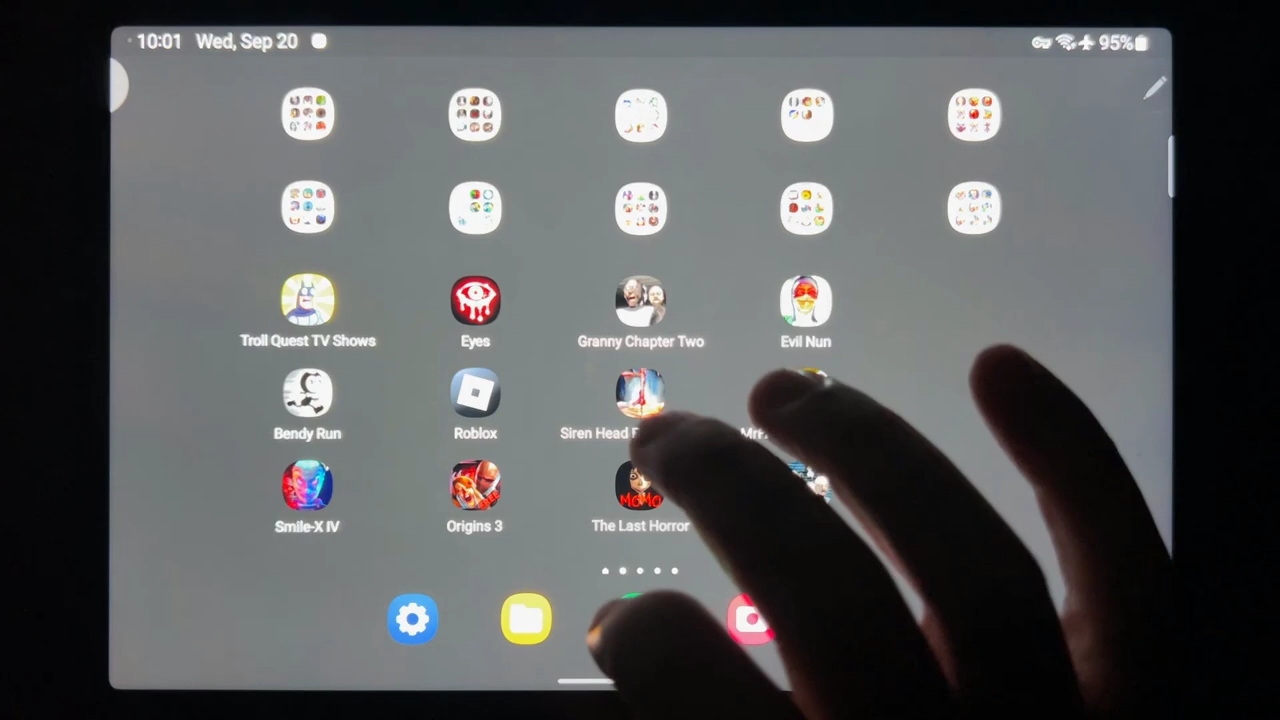 10:01 Wed, Sep 20 95%
Troll Quest TV Shows Eyes Granny Chapter Two Evil Nun
Bendy Run Roblox Siren Head
Smile-X IV Origins 3 The Last Horror
MOMO